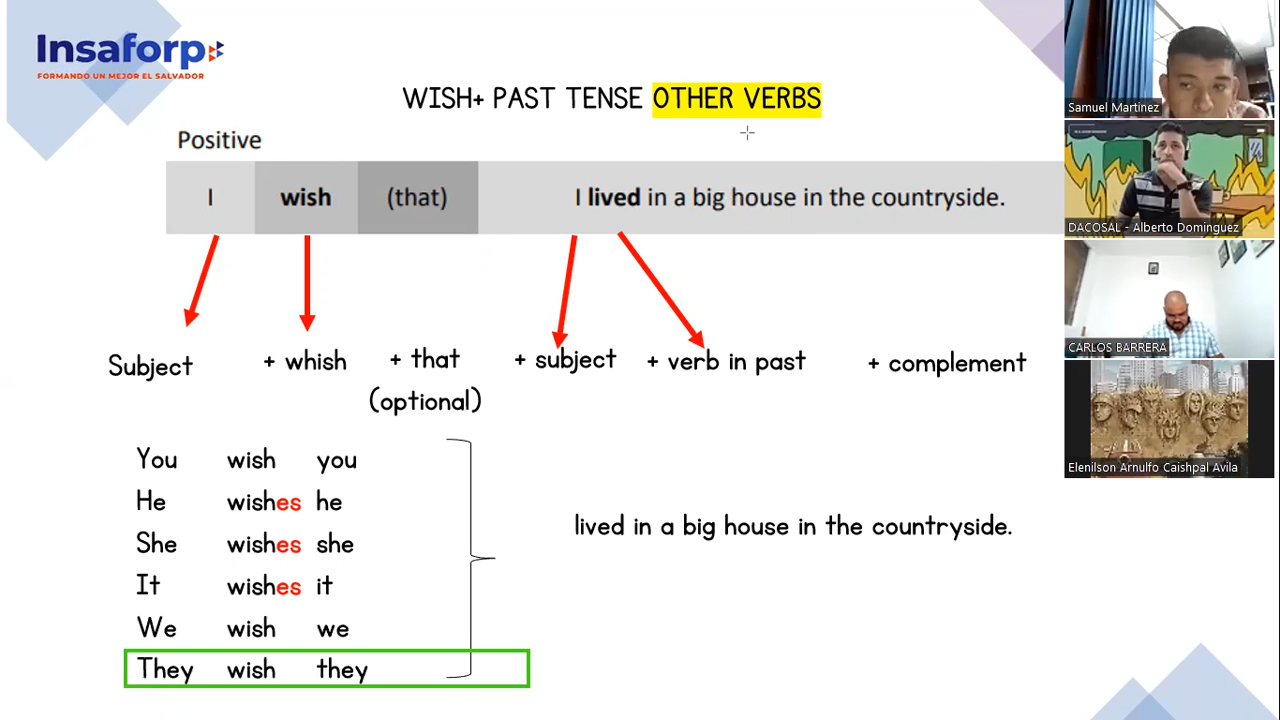 Insaforp
FORMANDO UN MEJOR EL SALVADOR
WISH+ PAST TENSE OTHER VERBS
Positive
I wish (that) I lived in a big house in the countryside.
Subject + whish + that + subject + verb in past + complement
(optional)
You wish you
He wishes he
She wishes she
It wishes it
We wish we
They wish they
lived in a big house in the countryside.
Samuel Martínez
DACOSAL - Alberto Dominguez
CARLOS BARRERA
Elenilson Arnulfo Caishpal Avila